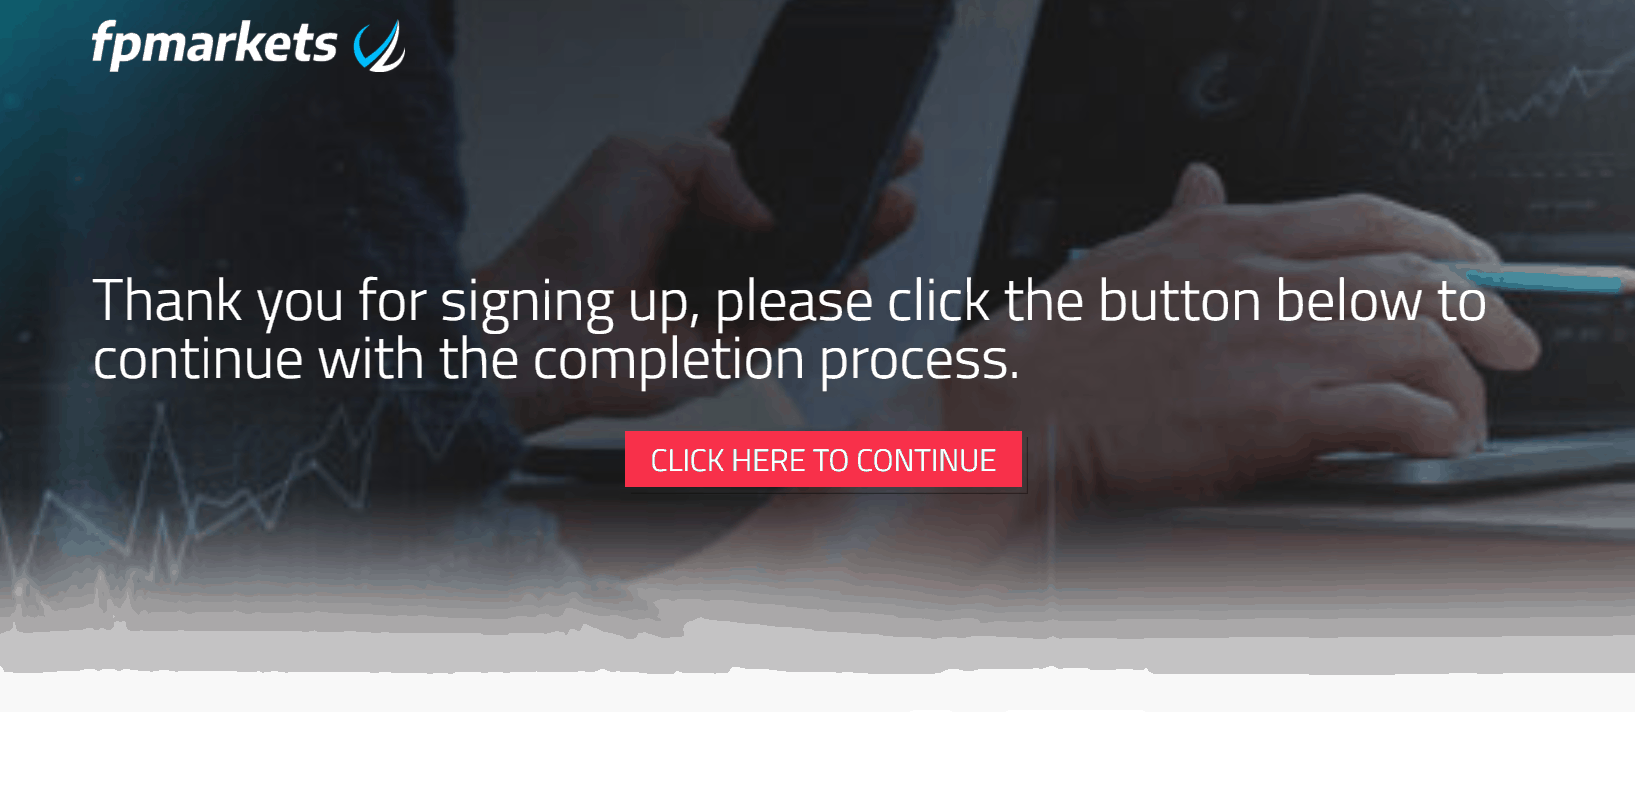 fpmarkets
Thank you for signing up, please click the button below to
continue with the completion process.
CLICK HERE TO CONTINUE